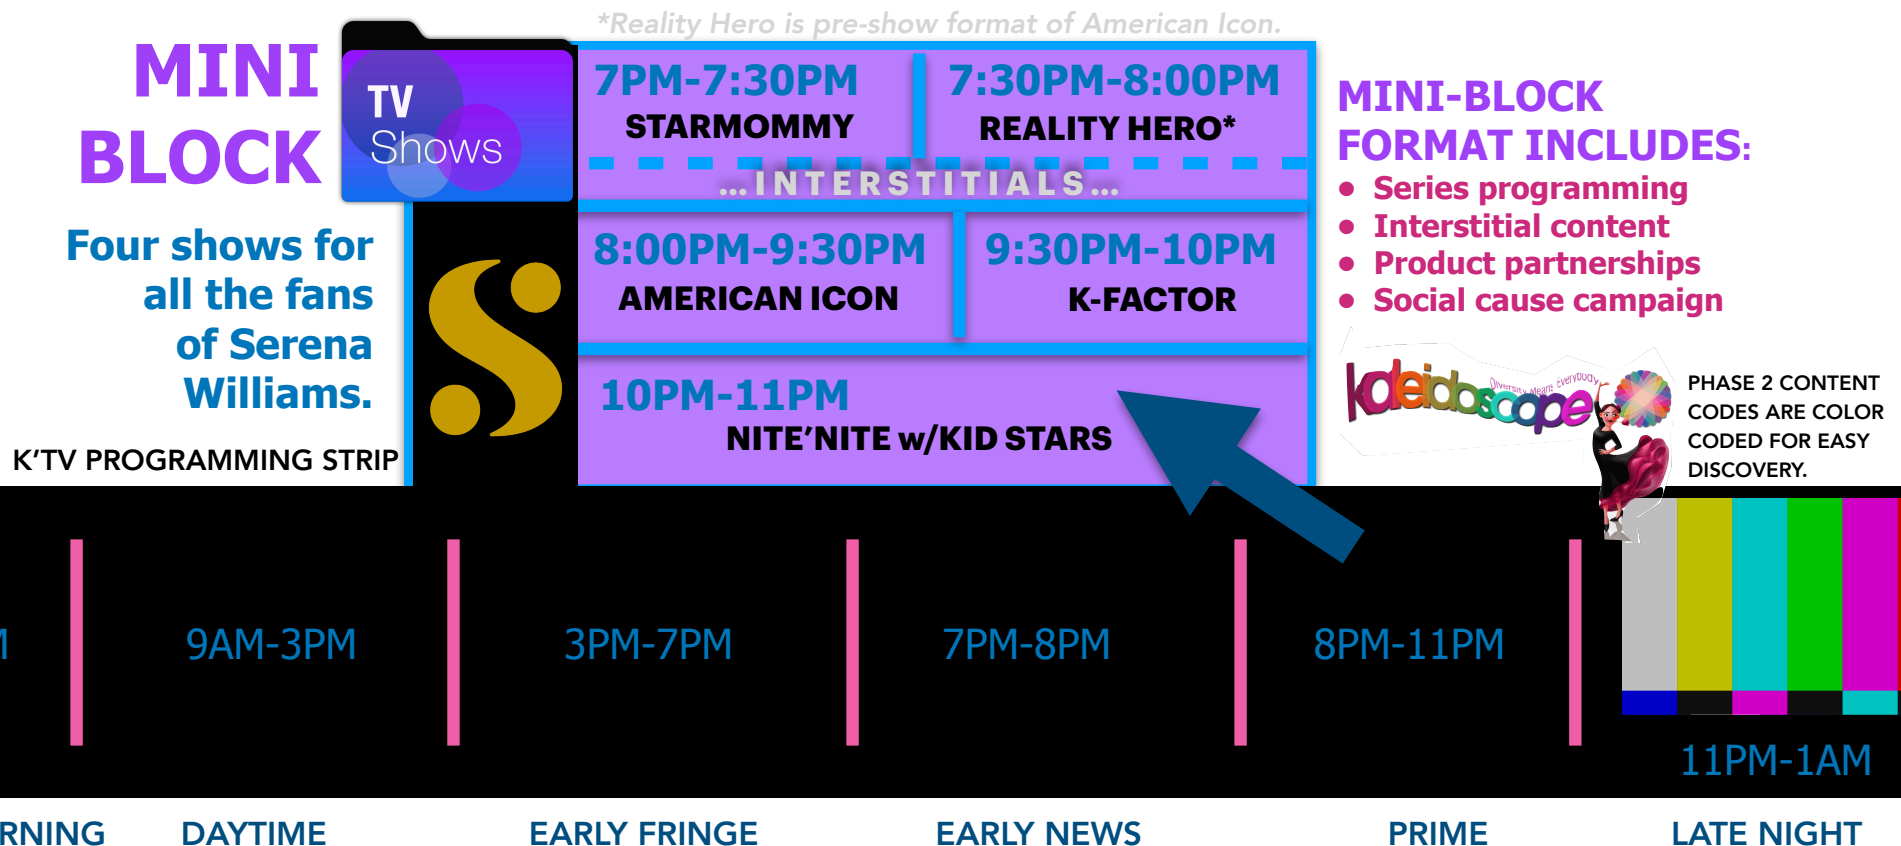 *Reality Hero is pre-show format of American Icon.
MINI
BLOCK
TV
Shows
Four shows for
all the fans
of Serena
Williams.
K'TV PROGRAMMING STRIP
7PM-7:30PM
STARMOMMY
7:30PM-8:00PM
REALITY HERO*
...INTERSTITIALS...
8:00PM-9:30PM
AMERICAN ICON
9:30PM-10PM
K-FACTOR
10PM-11PM
NITE'NITE w/KID STARS
MINI-BLOCK
FORMAT INCLUDES:
• Series programming
• Interstitial content
• Product partnerships
• Social cause campaign
Diversity Means Everybody
kaleidoscope
PHASE 2 CONTENT
CODES ARE COLOR
CODED FOR EASY
DISCOVERY.
M
9AM-3PM
3PM-7PM
7PM-8PM
8PM-11PM
11PM-1AM
RNING
DAYTIME
EARLY FRINGE
EARLY NEWS
PRIME
LATE NIGHT